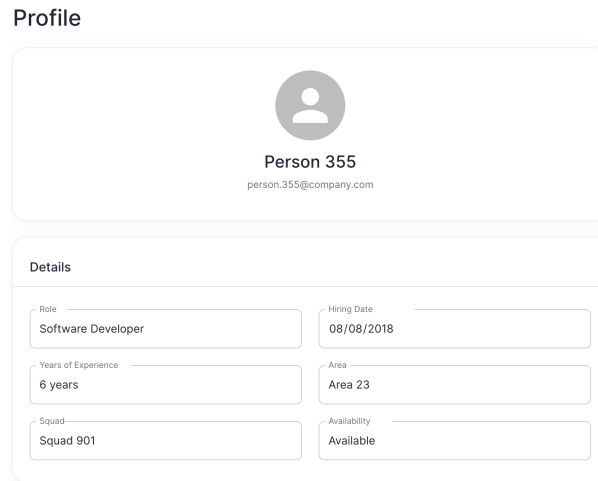 Profile
Person 355
person.355@company.com
Details
Role
Software Developer
Hiring Date
08/08/2018
Years of Experience
6 years
Area
Area 23
Squad
Squad 901
Availability
Available